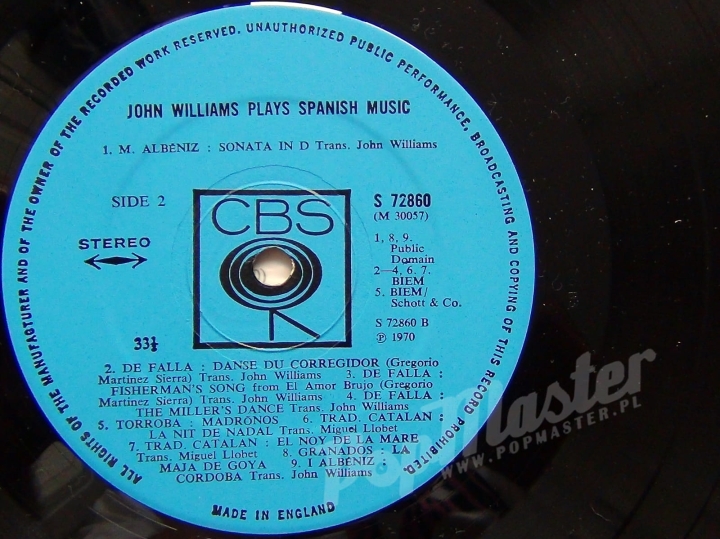 ALL RIGHTS OF THE MANUFACTURER AND OF THE OWNER OF THE RECORDED WORK RESERVED. UNAUTHORIZED PUBLIC PERFORMANCE, BROADCASTING AND COPYING OF THIS RECORD PROHIBITED.
JOHN WILLIAMS PLAYS SPANISH MUSIC
1. M. ALBÉNIZ : SONATA IN D Trans. John Williams
SIDE 2
STEREO
33⅓
CBS
S 72860
(M 30057)
1, 8, 9.
Public
Domain
2—4, 6, 7.
BIEM
5. BIEM/
Schott & Co.
S 72860 B
Ⓟ 1970
2. DE FALLA : DANSE DU CORREGIDOR (Gregorio
Martinez Sierra) Trans. John Williams 3. DE FALLA :
FISHERMAN'S SONG from El Amor Brujo (Gregorio
Martinez Sierra) Trans. John Williams 4. DE FALLA :
THE MILLER'S DANCE Trans. John Williams
5. TORROBA : MADROÑOS 6. TRAD. CATALAN :
LA NIT DE NADAL Trans. Miguel Llobet
7. TRAD. CATALAN : EL NOY DE LA MARE
Trans. Miguel Llobet 8. GRANADOS : LA
MAJA DE GOYA 9. I ALBÉNIZ :
CORDOBA Trans. John Williams
MADE IN ENGLAND
popMaster
WWW.POPMASTER.PL